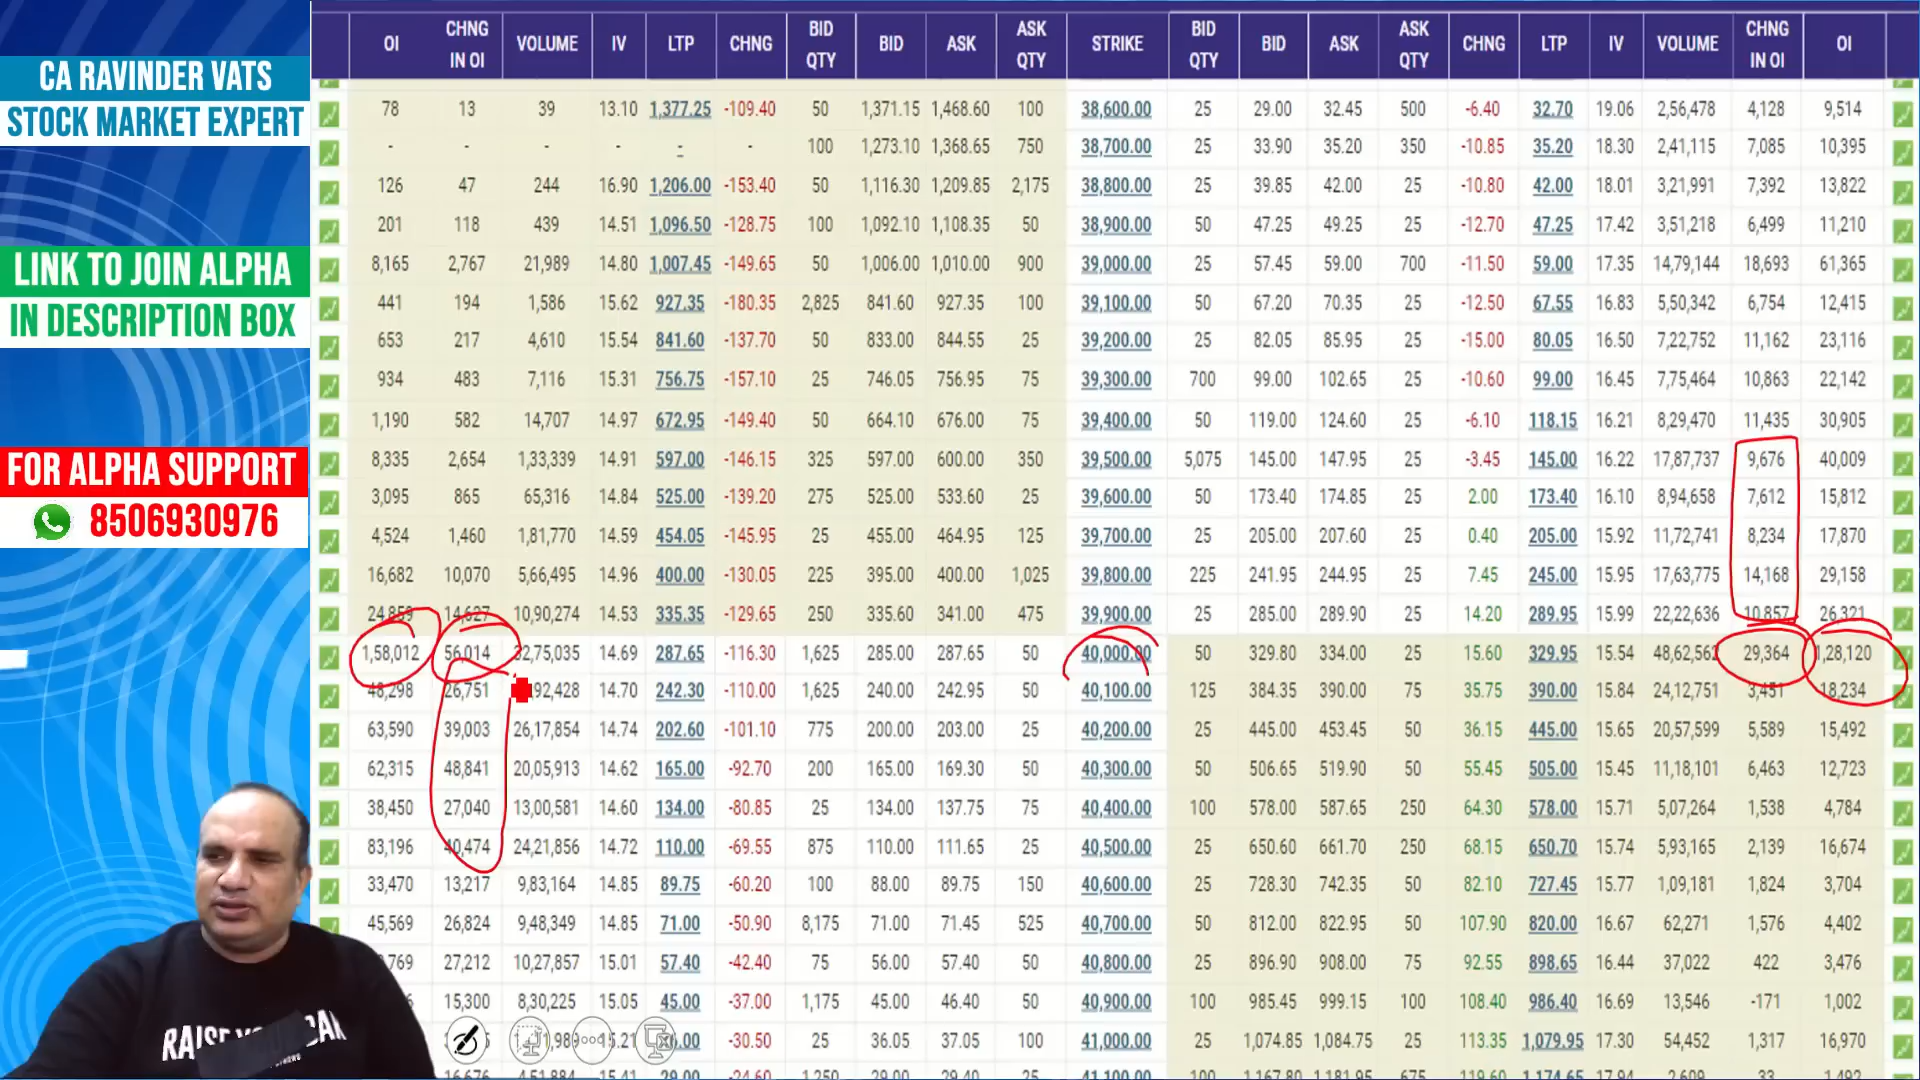 CA RAVINDER VATS
STOCK MARKET EXPERT
LINK TO JOIN ALPHA
IN DESCRIPTION BOX
FOR ALPHA SUPPORT
8506930976
OI CHNG IN OI VOLUME IV LTP CHNG BID QTY BID ASK ASK QTY STRIKE BID QTY BID ASK ASK QTY CHNG LTP IV VOLUME CHNG IN OI OI
78 13 39 13.10 1,377.25 -109.40 50 1,371.15 1,468.60 100 38,600.00 25 29.00 32.45 500 -6.40 32.70 19.06 2,56,478 4,128 9,514
- - - - - - 100 1,273.10 1,368.65 750 38,700.00 25 33.90 35.20 350 -10.85 35.20 18.30 2,41,115 7,085 10,395
126 47 244 16.90 1,206.00 -153.40 50 1,116.30 1,209.85 2,175 38,800.00 25 39.85 42.00 25 -10.80 42.00 18.01 3,21,991 7,392 13,822
201 118 439 14.51 1,096.50 -128.75 100 1,092.10 1,108.35 50 38,900.00 50 47.25 49.25 25 -12.70 47.25 17.42 3,51,218 6,499 11,210
8,165 2,767 21,989 14.80 1,007.45 -149.65 50 1,006.00 1,010.00 900 39,000.00 25 57.45 59.00 700 -11.50 59.00 17.35 14,79,144 18,693 61,365
441 194 1,586 15.62 927.35 -180.35 2,825 841.60 927.35 100 39,100.00 50 67.20 70.35 25 -12.50 67.55 16.83 5,50,342 6,754 12,415
653 217 4,610 15.54 841.60 -137.70 50 833.00 844.55 25 39,200.00 25 82.05 85.95 25 -15.00 80.05 16.50 7,22,752 11,162 23,116
934 483 7,116 15.31 756.75 -157.10 25 746.05 756.95 75 39,300.00 700 99.00 102.65 25 -10.60 99.00 16.45 7,75,464 10,863 22,142
1,190 582 14,707 14.97 672.95 -149.40 50 664.10 676.00 75 39,400.00 50 119.00 124.60 25 -6.10 118.15 16.21 8,29,470 11,435 30,905
8,335 2,654 1,33,339 14.91 597.00 -146.15 325 597.00 600.00 350 39,500.00 5,075 145.00 147.95 25 -3.45 145.00 16.22 17,87,737 9,676 40,009
3,095 865 65,316 14.84 525.00 -139.20 275 525.00 533.60 25 39,600.00 50 173.40 174.85 25 2.00 173.40 16.10 8,94,658 7,612 15,812
4,524 1,460 1,81,770 14.59 454.05 -145.95 25 455.00 464.95 125 39,700.00 25 205.00 207.60 25 0.40 205.00 15.92 11,72,741 8,234 17,870
16,682 10,070 5,66,495 14.96 400.00 -130.05 225 395.00 400.00 1,025 39,800.00 225 241.95 244.95 25 7.45 245.00 15.95 17,63,775 14,168 29,158
24,859 14,627 10,90,274 14.53 335.35 -129.65 250 335.60 341.00 475 39,900.00 25 285.00 289.90 25 14.20 289.95 15.99 22,22,636 10,857 26,321
1,58,012 56,014 32,75,035 14.69 287.65 -116.30 1,625 285.00 287.65 50 40,000.00 50 329.80 334.00 25 15.60 329.95 15.54 48,62,562 29,364 1,28,120
48,298 26,751 14.70 242.30 -110.00 1,625 240.00 242.95 50 40,100.00 125 384.35 390.00 75 35.75 390.00 15.84 24,12,751 3,451 18,234
63,590 39,003 26,17,854 14.74 202.60 -101.10 775 200.00 203.00 25 40,200.00 25 445.00 453.45 50 36.15 445.00 15.65 20,57,599 5,589 15,492
62,315 48,841 20,05,913 14.62 165.00 -92.70 200 165.00 169.30 50 40,300.00 25 506.65 519.90 50 55.45 505.00 15.45 11,18,101 6,463 12,723
38,450 27,040 13,00,581 14.60 134.00 -80.85 25 134.00 137.75 75 40,400.00 100 578.00 587.65 250 64.30 578.00 15.71 5,07,264 1,538 4,784
83,196 40,474 24,21,856 14.72 110.00 -69.55 875 110.00 111.65 25 40,500.00 25 650.60 661.70 250 68.15 650.70 15.74 5,93,165 2,139 16,674
33,470 13,217 9,83,164 14.85 89.75 -60.20 100 88.00 89.75 150 40,600.00 25 728.30 742.35 50 82.10 727.45 15.77 1,09,181 1,824 3,704
45,569 26,824 9,48,349 14.85 71.00 -50.90 8,175 71.00 71.45 525 40,700.00 50 812.00 822.95 50 107.90 820.00 16.67 62,271 1,576 4,402
27,212 10,27,857 15.01 57.40 -42.40 75 56.00 57.40 50 40,800.00 25 896.90 908.00 75 92.55 898.65 16.44 37,022 422 3,476
15,300 8,30,225 15.05 45.00 -37.00 1,175 45.00 46.40 50 40,900.00 100 985.45 999.15 100 108.40 986.40 16.69 13,546 -171 1,002
-30.50 25 36.05 37.05 100 41,000.00 25 1,074.85 1,084.75 25 113.35 1,079.95 17.30 54,452 1,317 16,970